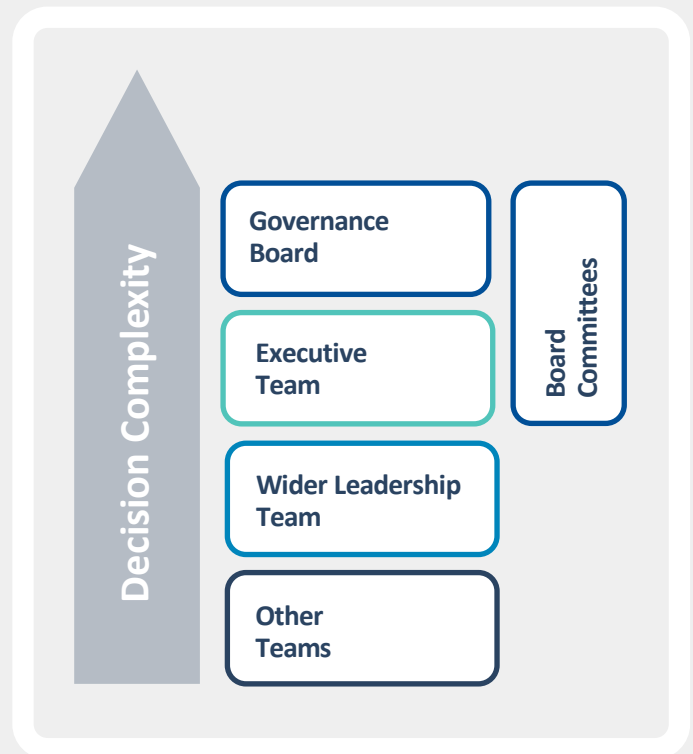 Decision Complexity
Governance
Board
Board
Committees
Executive
Team
Wider Leadership
Team
Other
Teams